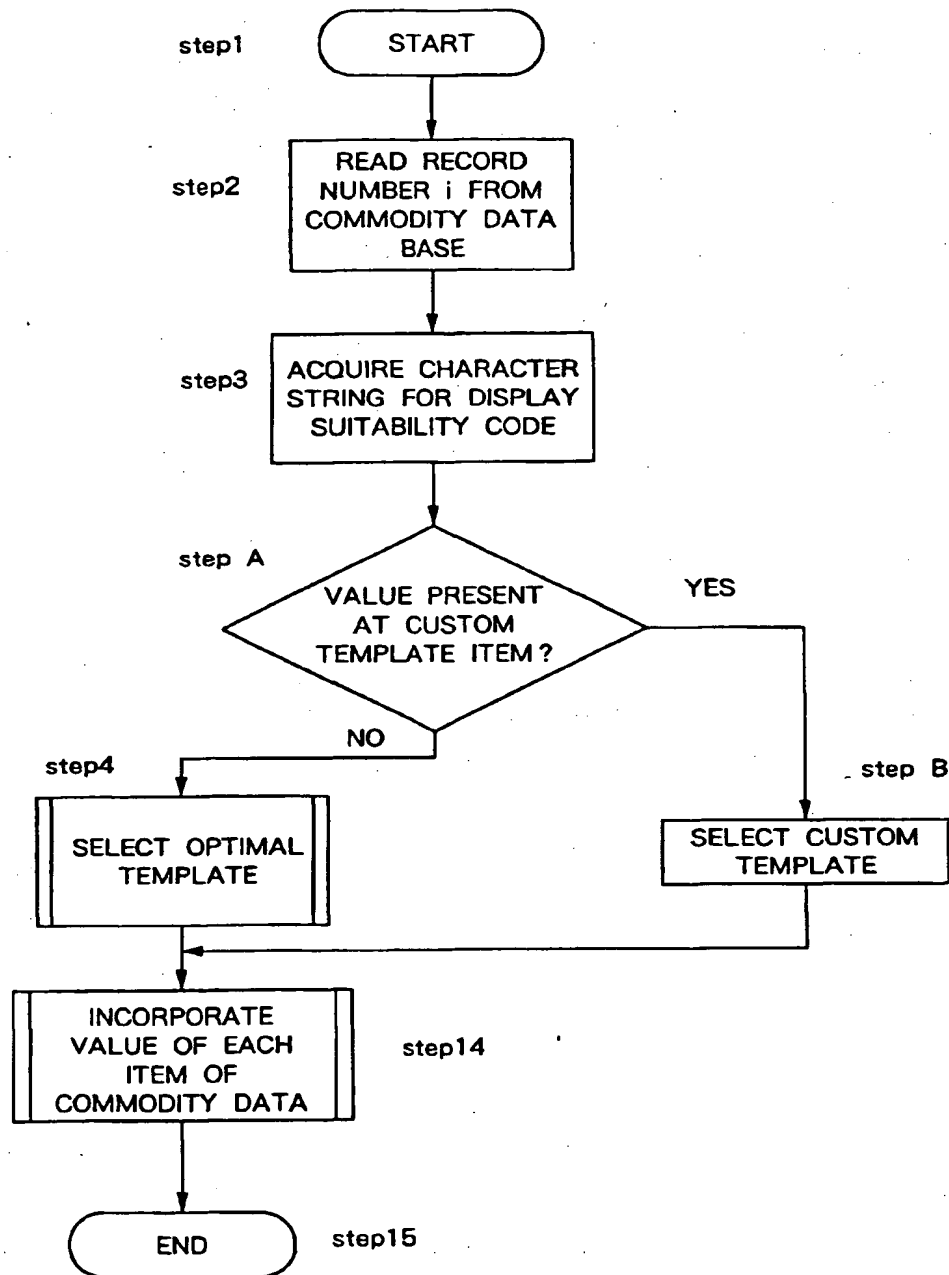 step1
START
step2
READ RECORD
NUMBER i FROM
COMMODITY DATA
BASE
step3
ACQUIRE CHARACTER
STRING FOR DISPLAY
SUITABILITY CODE
step A
VALUE PRESENT
AT CUSTOM
TEMPLATE ITEM?
YES
NO
step4
SELECT OPTIMAL
TEMPLATE
step B
SELECT CUSTOM
TEMPLATE
INCORPORATE
VALUE OF EACH
ITEM OF
COMMODITY DATA
step14
END
step15